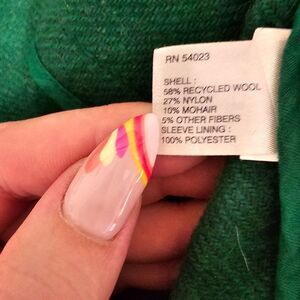 RN 54023
SHELL :
58% RECYCLED WOOL
27% NYLON
10% MOHAIR
5% OTHER FIBERS
SLEEVE LINING :
100% POLYESTER